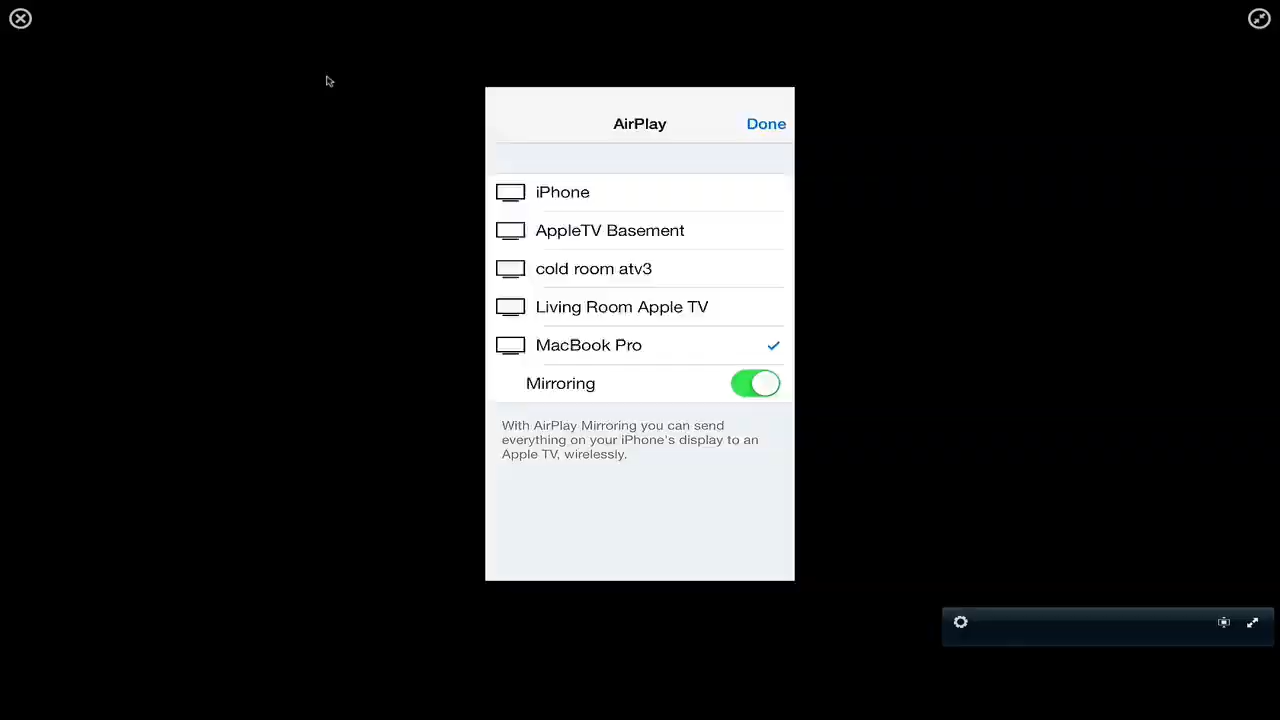 AirPlay
Done
iPhone
AppleTV Basement
cold room atv3
Living Room Apple TV
MacBook Pro
Mirroring
With AirPlay Mirroring you can send
everything on your iPhone's display to an
Apple TV, wirelessly.